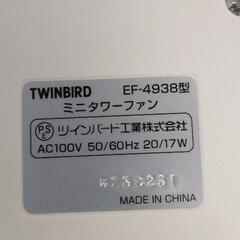 TWINBIRD EF-4938型
ミニタワーファン
PSE ツインバード工業株式会社
AC100V 50/60Hz 20/17W
MADE IN CHINA